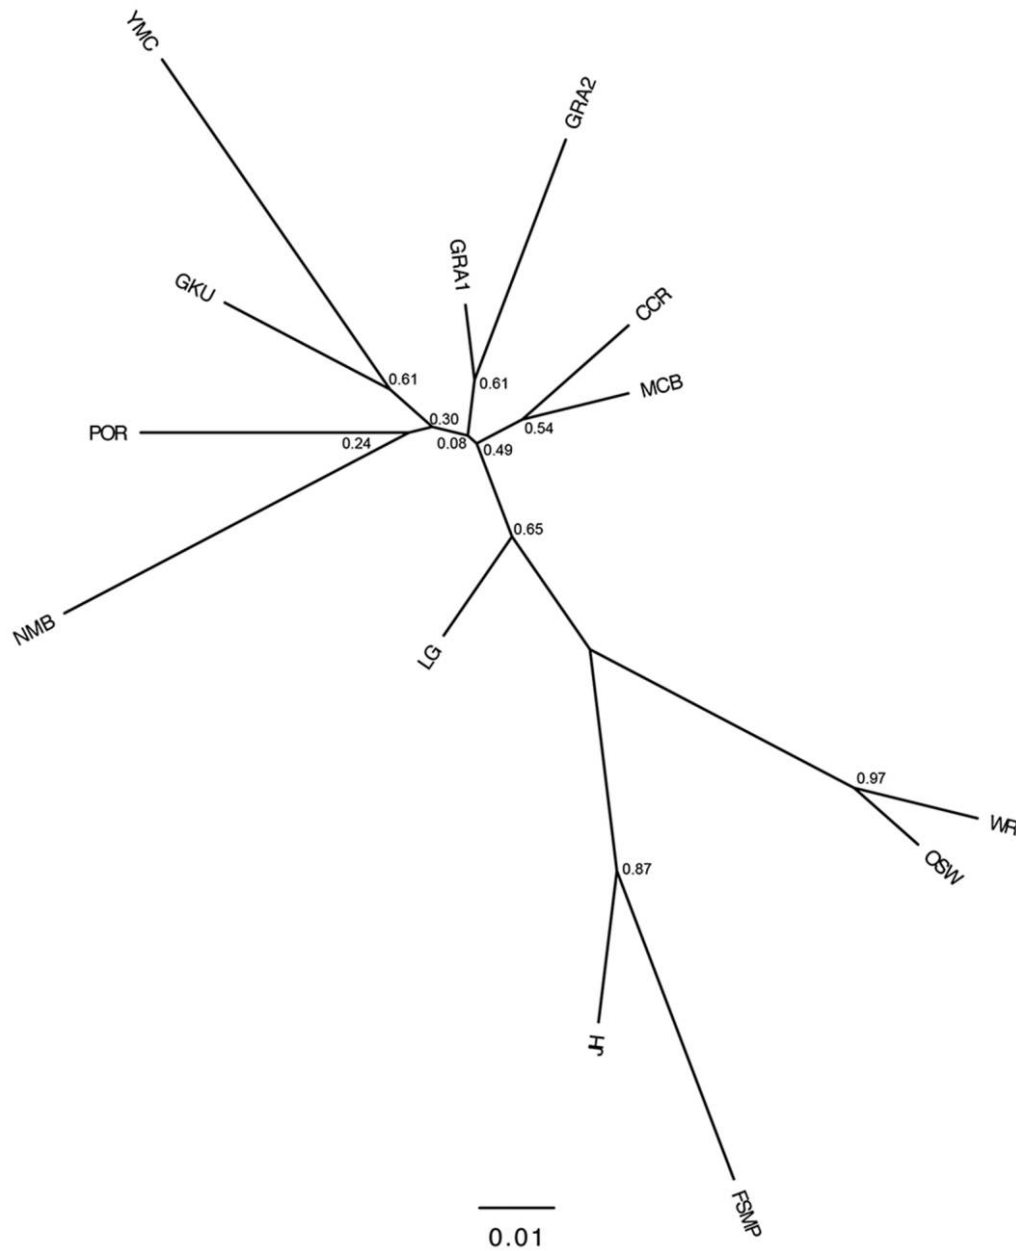 YMC
GRA2
GRA1
GKU
CCR
MCB
0.61
0.61
0.30
POR
0.24
0.08
0.54
0.49
0.65
NMB
LG
0.97
WR
OSW
0.87
JH
FSMP
0.01